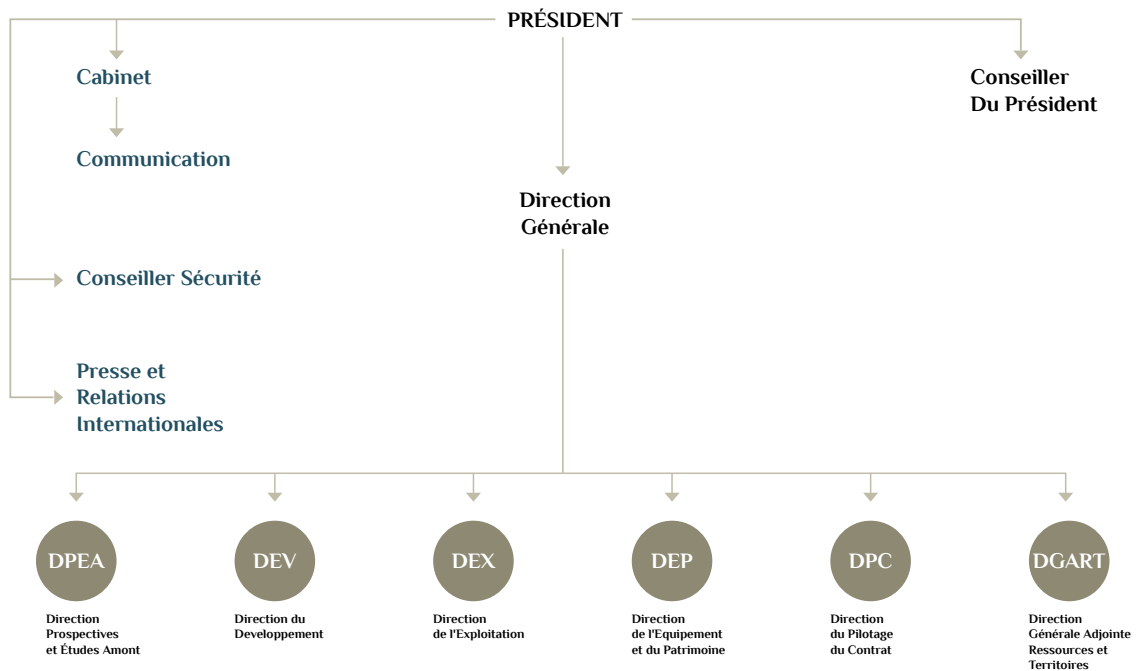 PRÉSIDENT
Cabinet
Communication
Conseiller Sécurité
Presse et
Relations
Internationales
Conseiller
Du Président
Direction
Générale
DPEA
Direction
Prospectives
et Études Amont
DEV
Direction du
Developpement
DEX
Direction
de l'Exploitation
DEP
Direction
de l'Equipement
et du Patrimoine
DPC
Direction
du Pilotage
du Contrat
DGART
Direction
Générale Adjointe
Ressources et
Territoires